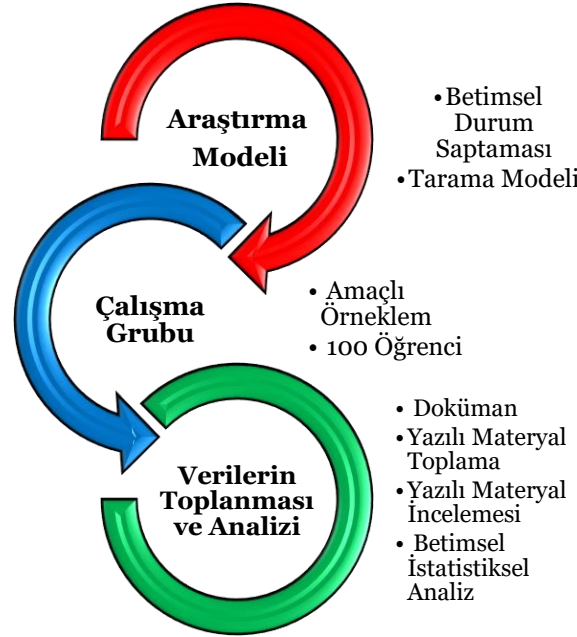 Araştırma
Modeli
• Betimsel
Durum
Saptaması
• Tarama Modeli
Çalışma
Grubu
• Amaçlı
Örneklem
• 100 Öğrenci
Verilerin
Toplanması
ve Analizi
• Doküman
• Yazılı Materyal
Toplama
• Yazılı Materyal
İncelemesi
• Betimsel
İstatistiksel
Analiz